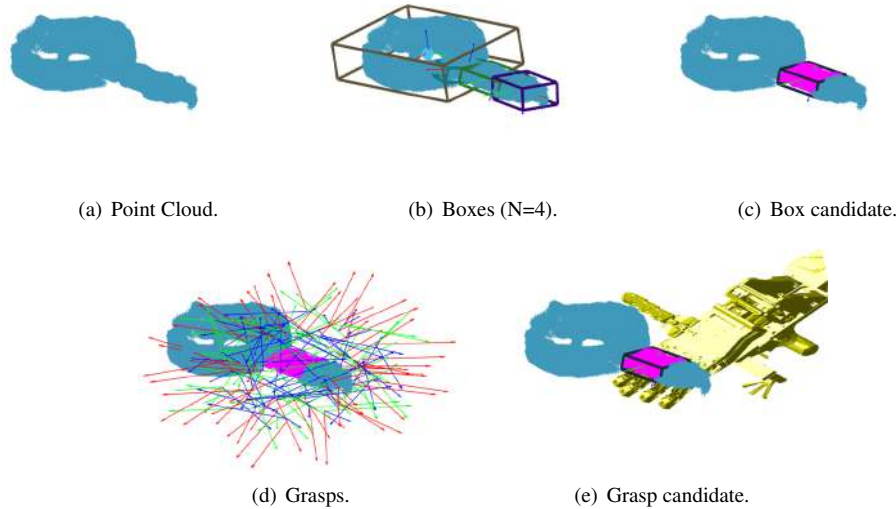 (a) Point Cloud.
(b) Boxes (N=4).
(c) Box candidate.
(d) Grasps.
(e) Grasp candidate.